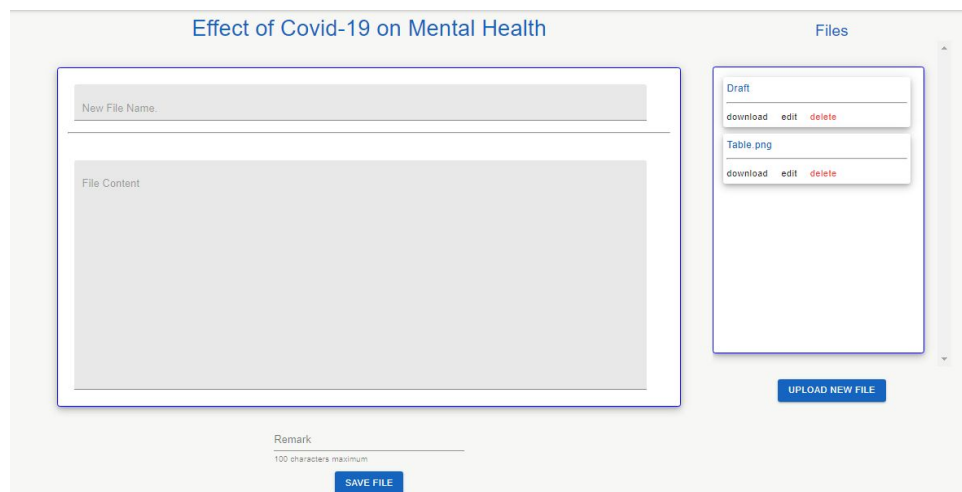 Effect of Covid-19 on Mental Health
New File Name.
File Content
Remark
100 characters maximum
SAVE FILE
Files
Draft
download edit delete
Table.png
download edit delete
UPLOAD NEW FILE